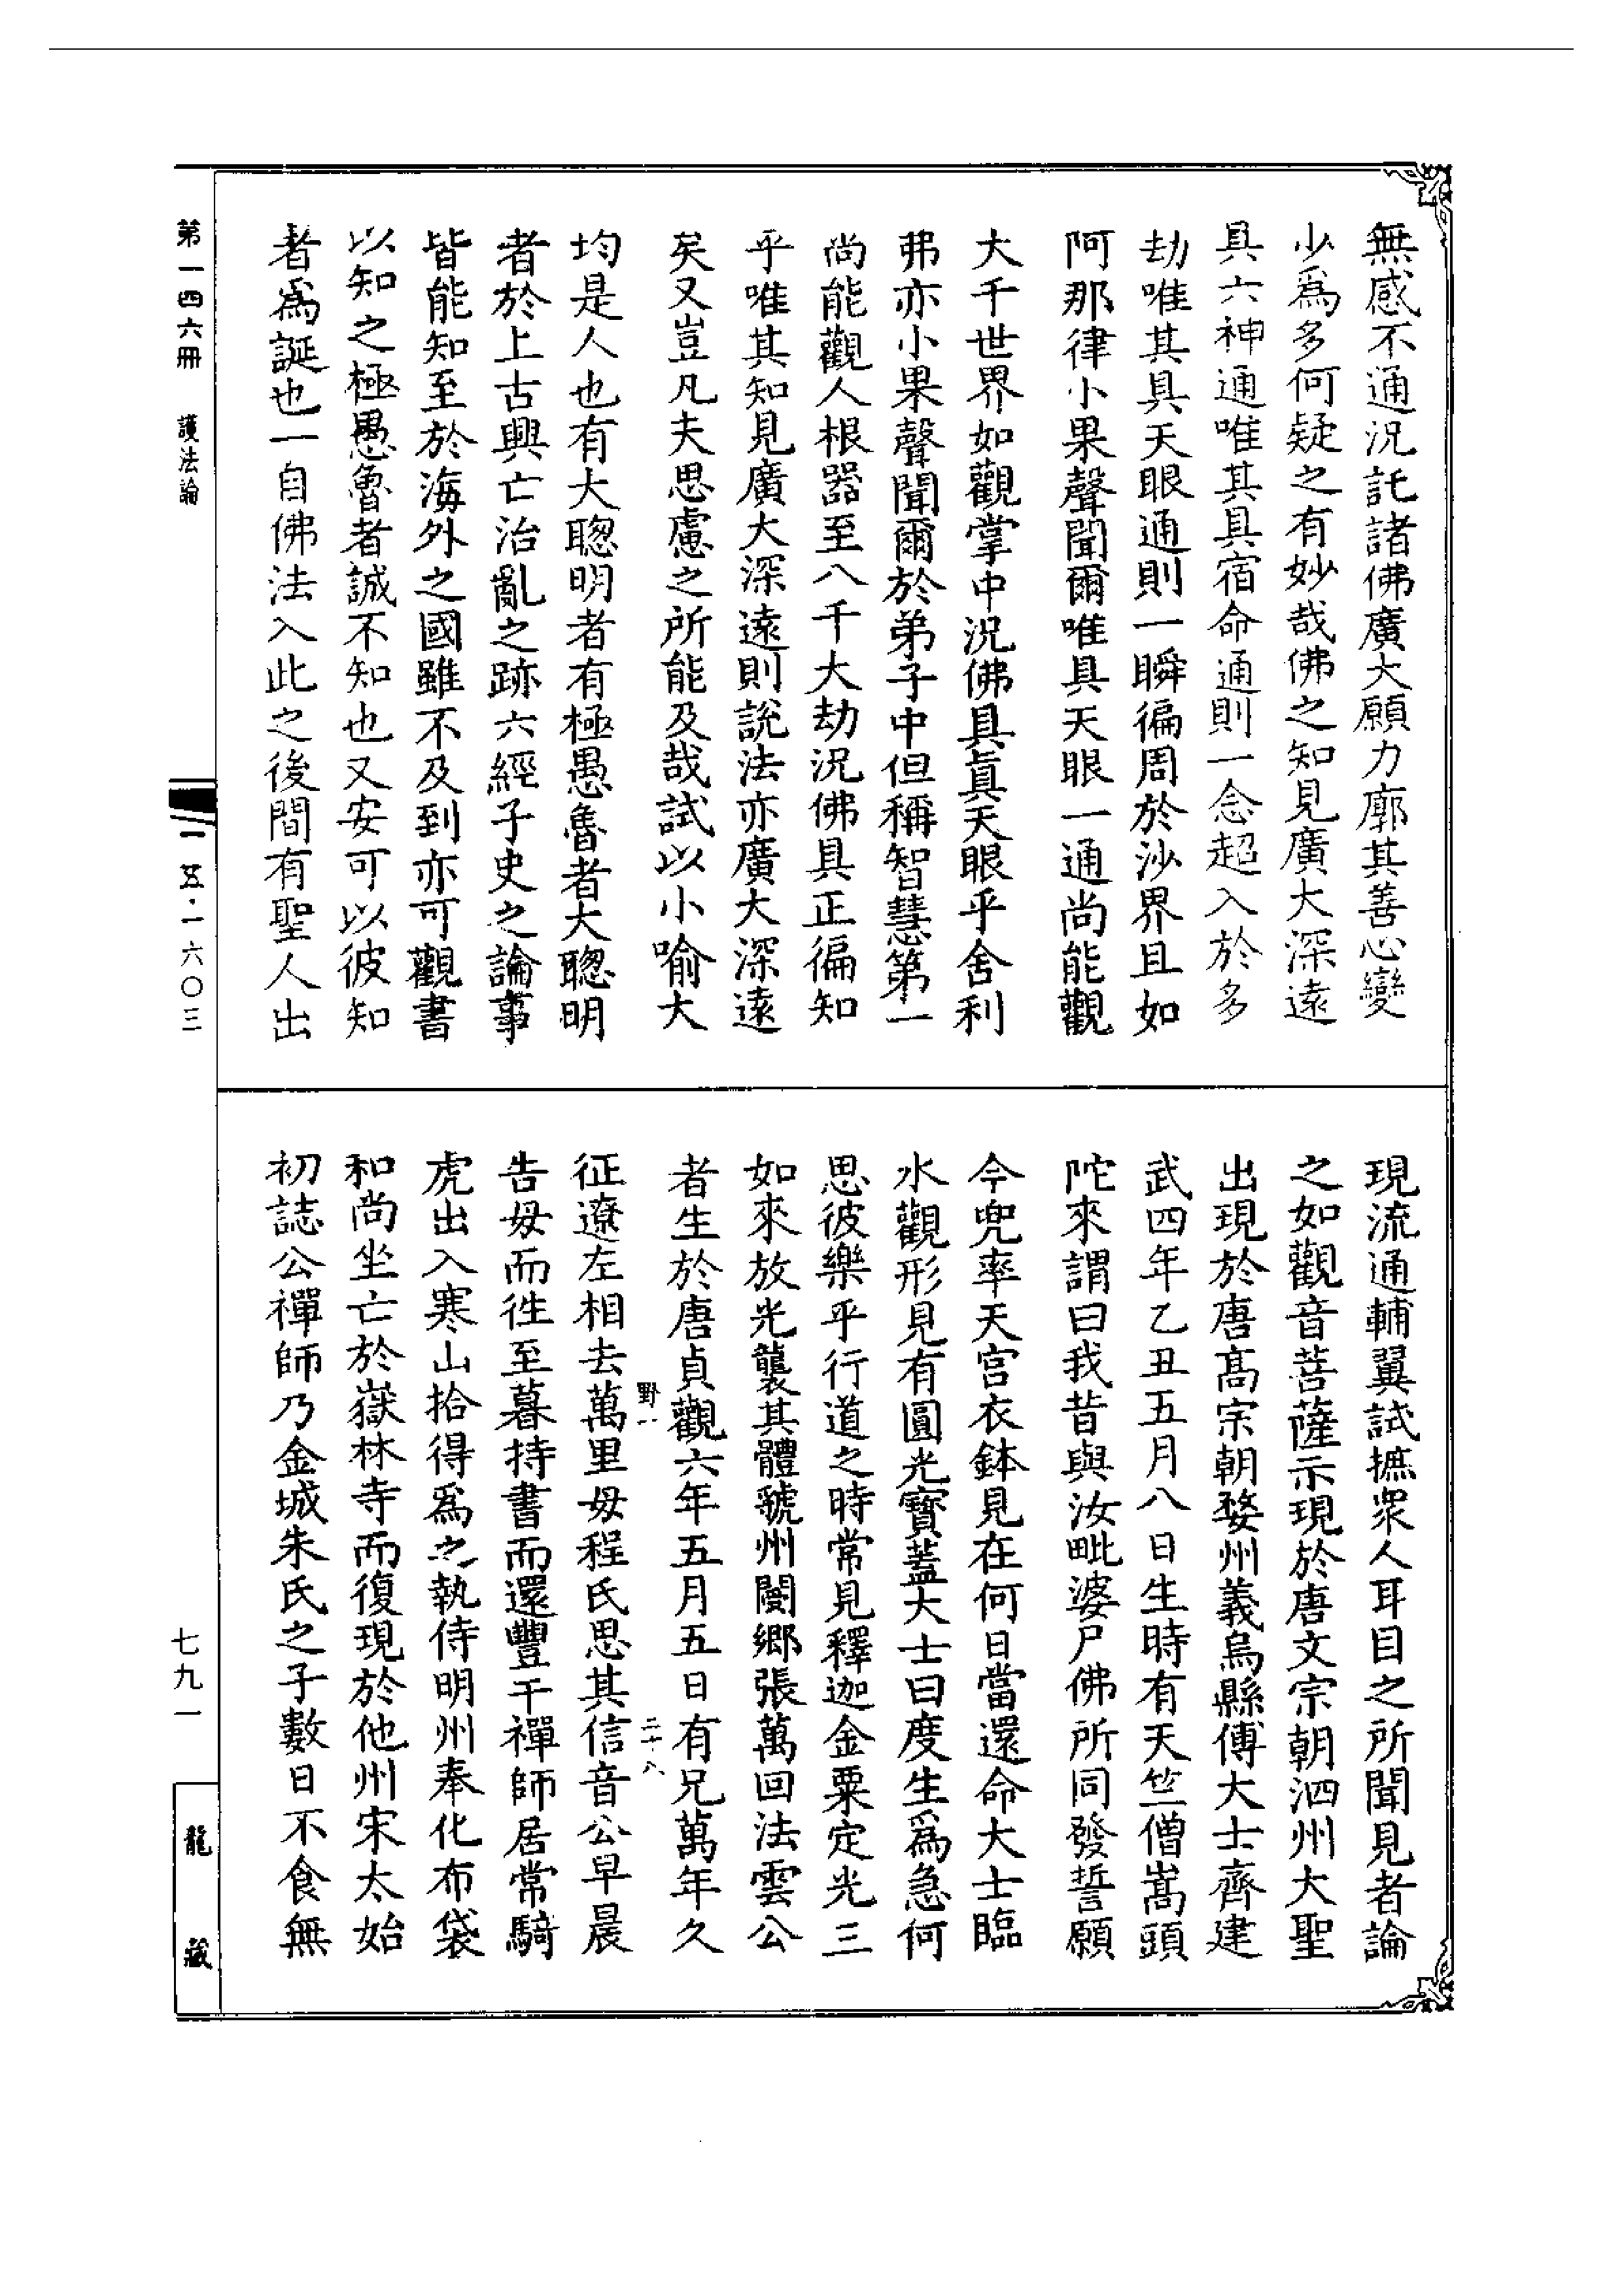 無感不通況託諸佛廣大願力廓其善心變
少爲多何疑之有妙哉佛之知見廣大深遠
具六神通唯其具宿命通則一念超入於多
劫唯其具天眼通則一瞬徧周於沙界且如
阿那律小果聲聞爾唯具天眼一通尚能觀
大千世界如觀掌中況佛具眞天眼乎舍利
弗亦小果聲聞爾於弟子中但稱智慧第一
尚能觀人根器至八千大劫況佛具正徧知
乎唯其知見廣大深遠則說法亦廣大深遠
矣又豈凡夫思慮之所能及哉試以小喻大
均是人也有大聰明者有極愚魯者大聰明
者於上古興亡治亂之跡六經子史之論事
皆能知至於海外之國雖不及到亦可觀書
以知之極愚魯者誠不知也又安可以彼知
者爲誕也一自佛法入此之後間有聖人出
現流通輔翼試摭衆人耳目之所聞見者論
之如觀音菩薩示現於唐文宗朝泗州大聖
出現於唐高宗朝婺州義烏縣傅大士齊建
武四年乙丑五月八日生時有天竺僧嵩頭
陀來謂曰我昔與汝毗婆尸佛所同發誓願
今兜率天宫衣鉢見在何日當還命大士臨
水觀形見有圓光寶蓋大士曰度生爲急何
思彼樂乎行道之時常見釋迦金粟定光三
如來放光襲其體虢州閿鄉張萬回法雲公
者生於唐貞觀六年五月五日有兄萬年久
野一
二十八
征遼左相去萬里母程氏思其信音公早晨
告母而徃至暮持書而還豐干禪師居常騎
虎出入寒山拾得爲之執侍明州奉化布袋
和尚坐亡於嶽林寺而復現於他州宋太始
初誌公禪師乃金城朱氏之子數日不食無
第一四六冊
護法論
一五·一六〇三
七九一
龍藏